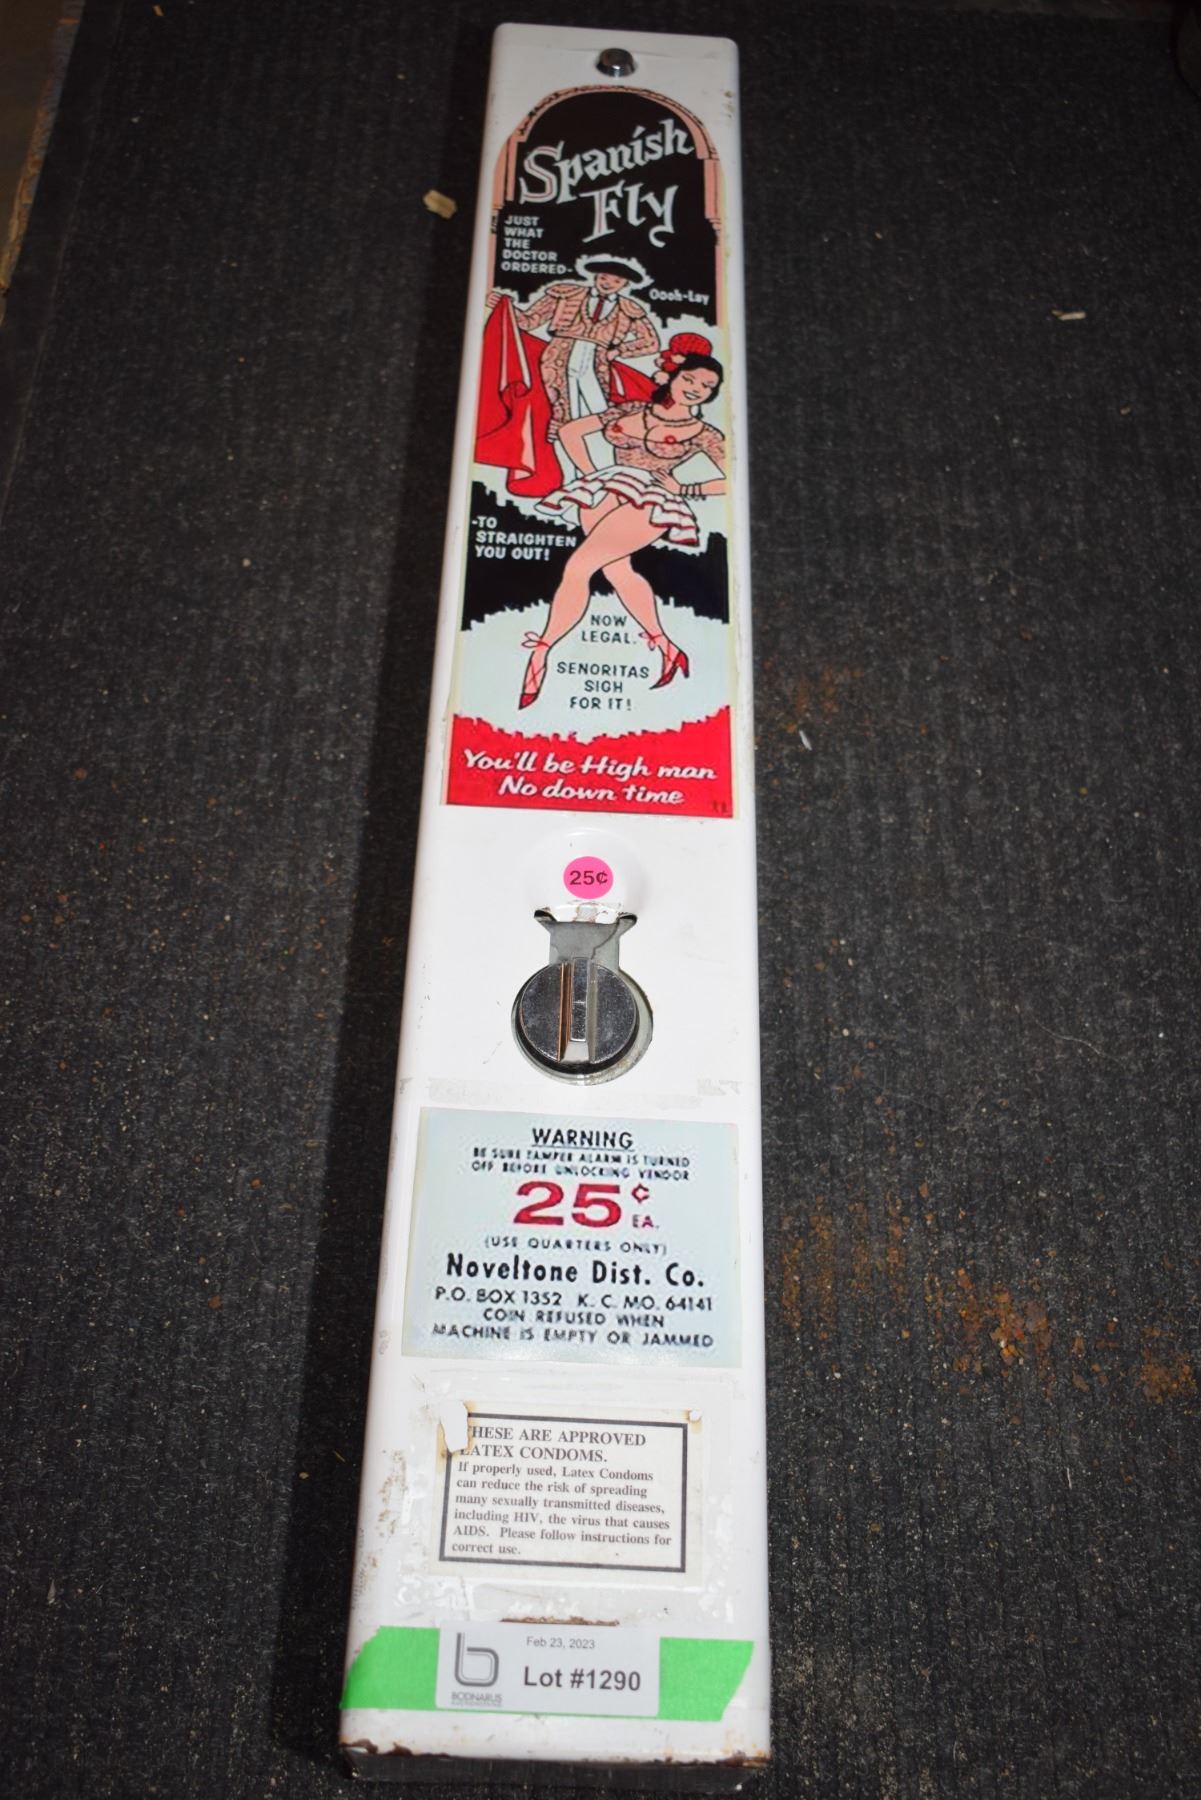 Spanish
Fly
JUST
WHAT
THE
DOCTOR
ORDERED-
Oooh-Lay
-TO
STRAIGHTEN
YOU OUT!
NOW
LEGAL.
SENORITAS
SIGH
FOR IT!
You'll be High man
No down time
25¢
WARNING
BE SURE TAMPER ALARM IS TURNED
OFF BEFORE UNLOCKING VENDOR
25¢
EA.
(USE QUARTERS ONLY)
Noveltone Dist. Co.
P.O. BOX 1352 K. C. MO. 64141
COIN REFUSED WHEN
MACHINE IS EMPTY OR JAMMED
THESE ARE APPROVED
LATEX CONDOMS.
If properly used, Latex Condoms
can reduce the risk of spreading
many sexually transmitted diseases,
including HIV, the virus that causes
AIDS. Please follow instructions for
correct use.
Feb 23, 2023
Lot #1290
BODNARUS